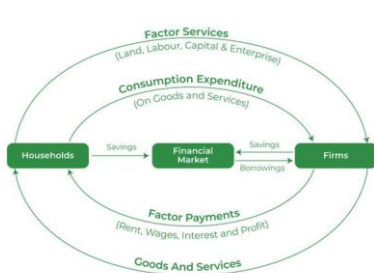 Factor Services
(Land, Labour, Capital & Enterprise)
Consumption Expenditure
(On Goods and Services)
Households
Savings
Financial
Market
Savings
Borrowings
Firms
Factor Payments
(Rent, Wages, Interest and Profit)
Goods And Services